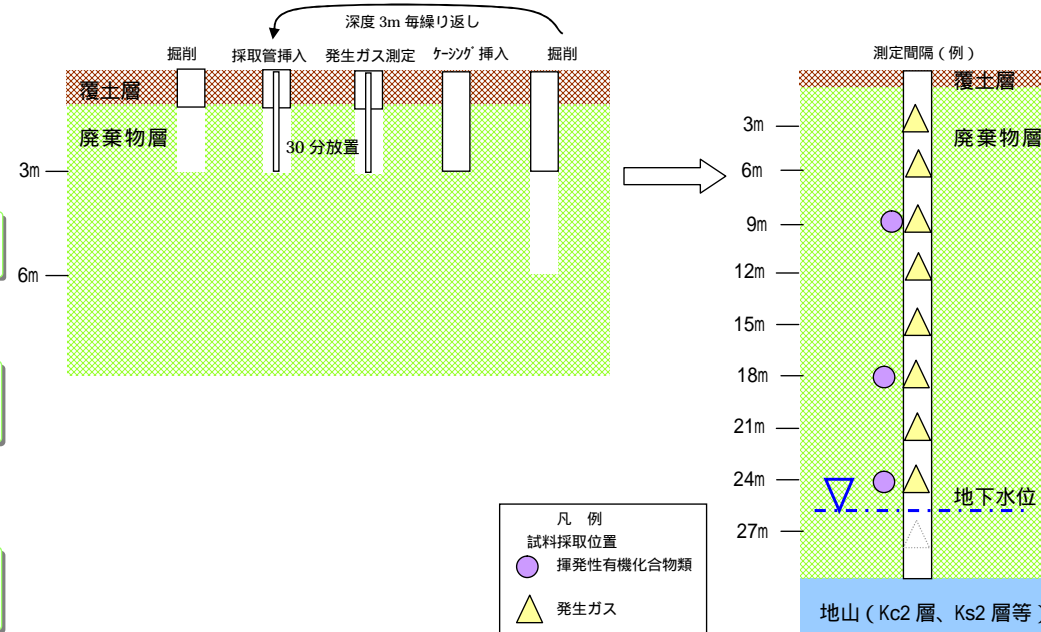 深度 3m 毎繰り返し
掘削
採取管挿入
発生ガス測定
ｹｰｼﾝｸﾞ 挿入
掘削
覆土層
廃棄物層
30 分放置
3m
6m
測定間隔 ( 例 )
覆土層
廃棄物層
3m
6m
9m
12m
15m
18m
21m
24m
27m
地下水位
地山 ( Kc2 層、Ks2 層等 )
凡 例
試料採取位置
揮発性有機化合物類
発生ガス